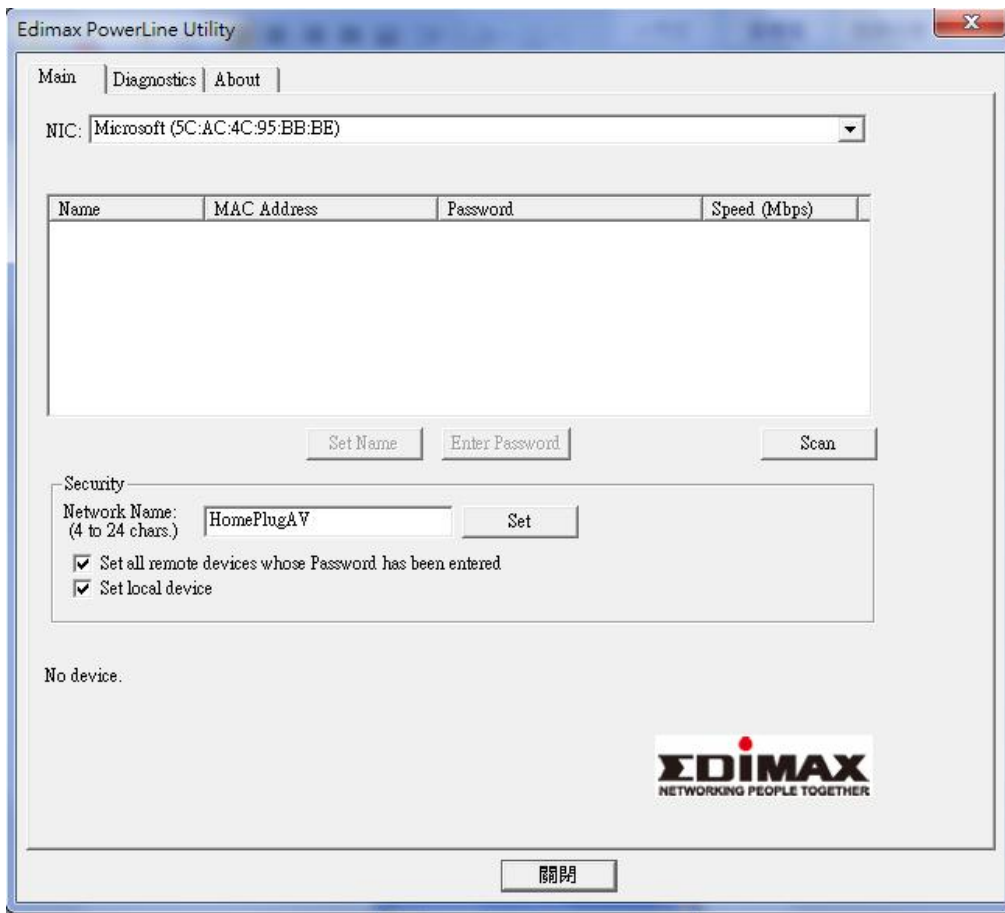 Edimax PowerLine Utility
Main Diagnostics About
NIC: Microsoft (5C:AC:4C:95:BB:BE)
Name MAC Address Password Speed (Mbps)
Set Name Enter Password Scan
Security
Network Name: HomePlugAV Set
(4 to 24 chars.)
Set all remote devices whose Password has been entered
Set local device
No device.
EDIMAX
NETWORKING PEOPLE TOGETHER
關閉